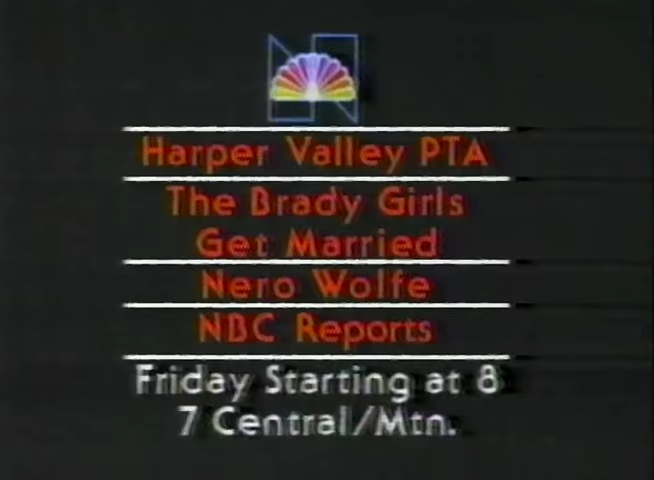 Harper Valley PTA
The Brady Girls
Get Married
Nero Wolfe
NBC Reports
Friday Starting at 8
7 Central/Mtn.